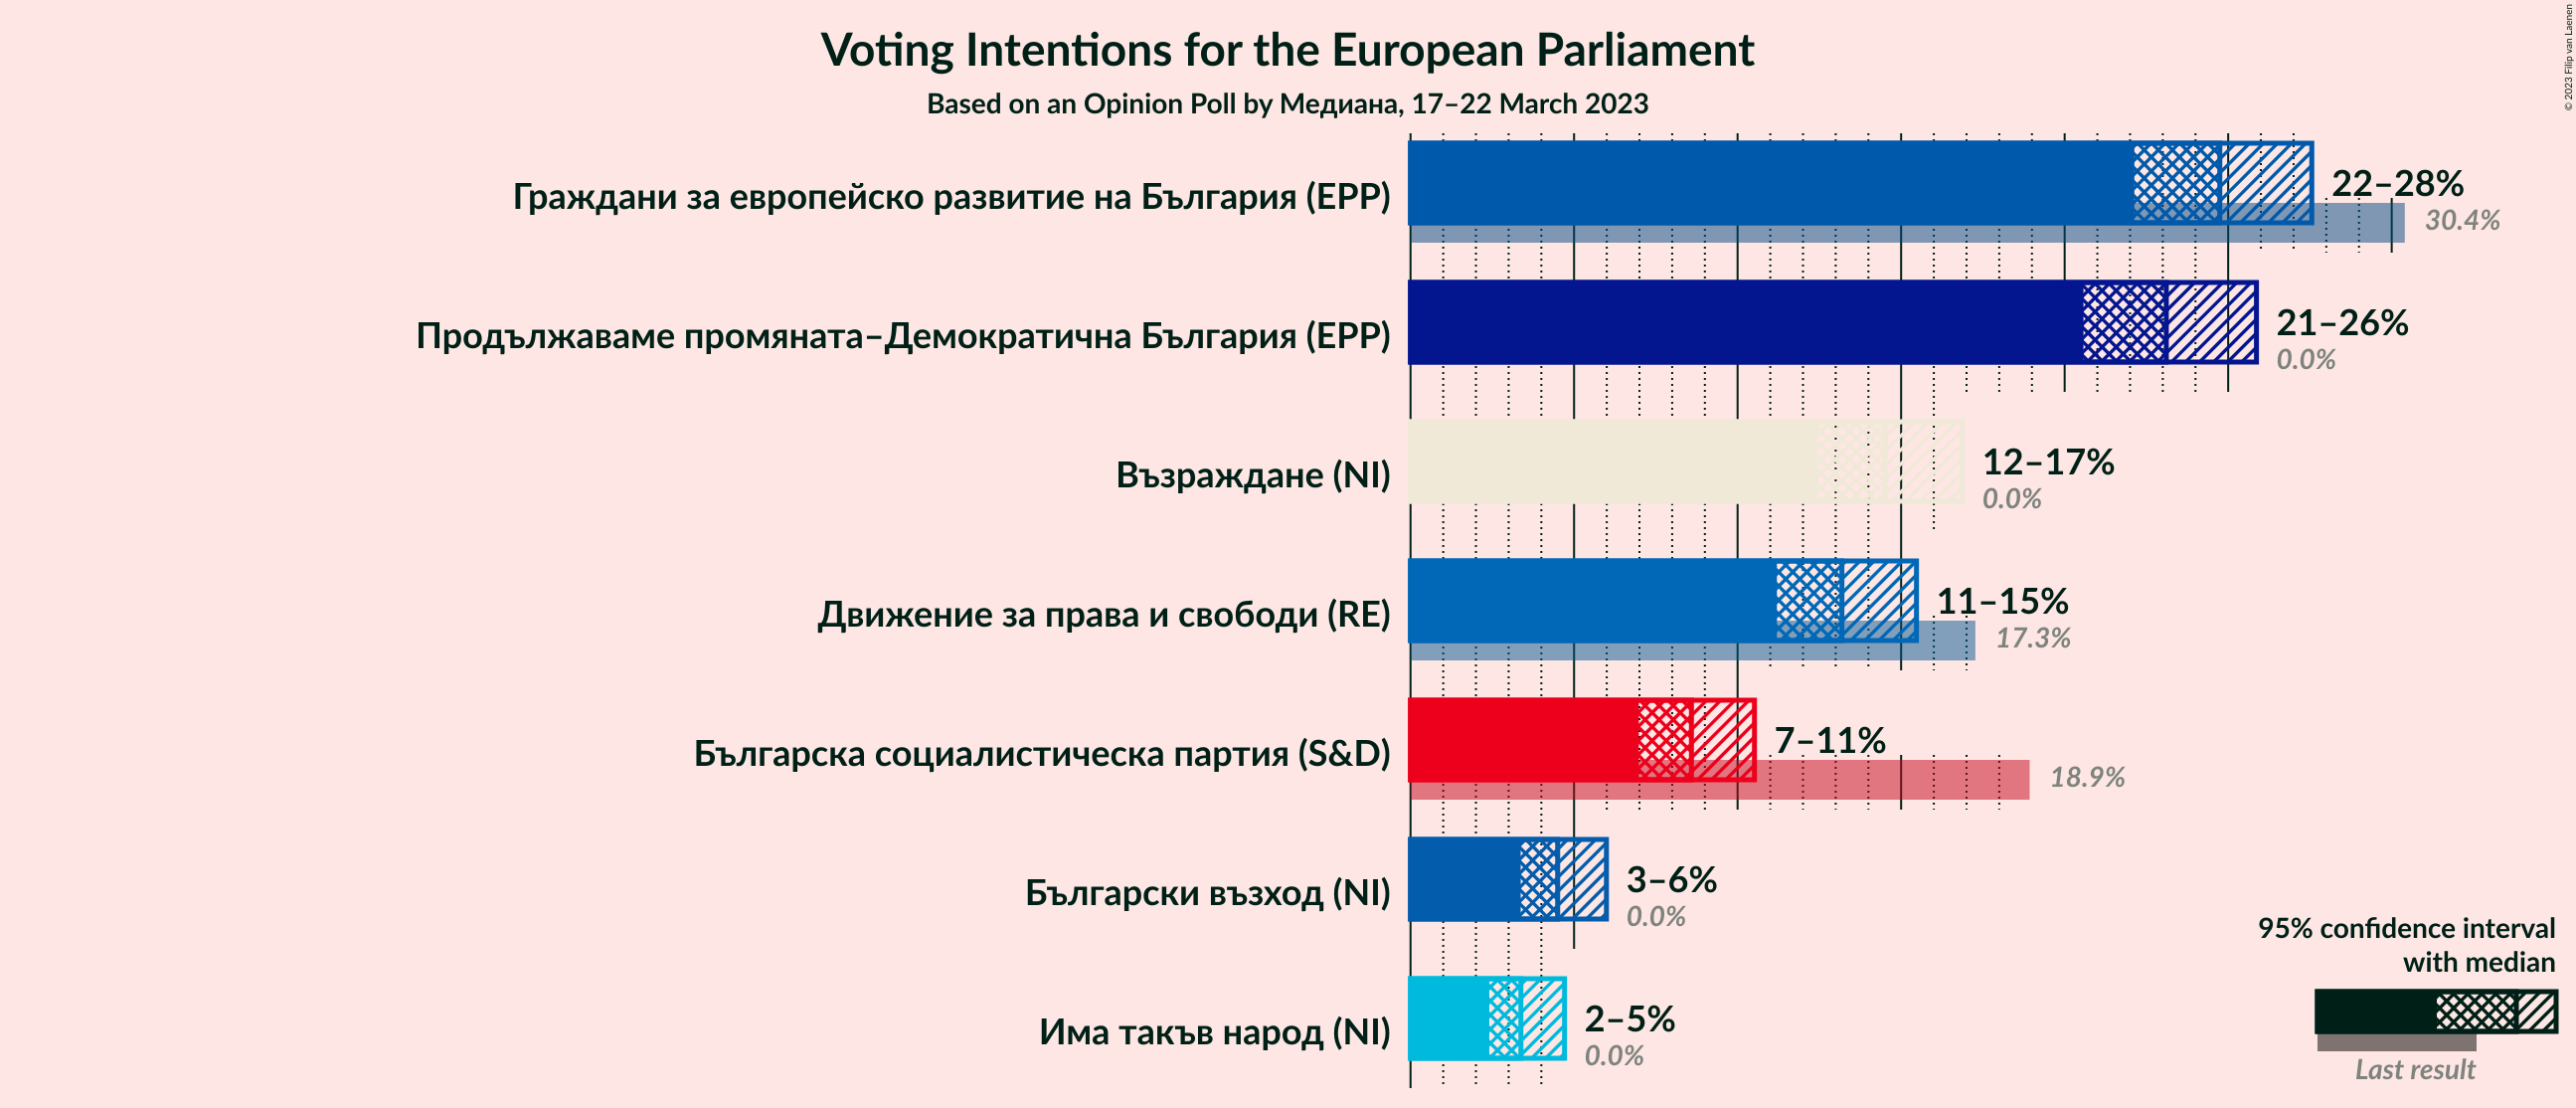 Voting Intentions for the European Parliament
Based on an Opinion Poll by Медиана, 17–22 March 2023
© 2023 Filip van Laenen
Граждани за европейско развитие на България (EPP)
22–28%
30.4%
Продължаваме промяната–Демократична България (EPP)
21–26%
0.0%
Възраждане (NI)
12–17%
0.0%
Движение за права и свободи (RE)
11–15%
17.3%
Българска социалистическа партия (S&D)
7–11%
18.9%
Български възход (NI)
3–6%
0.0%
Има такъв народ (NI)
2–5%
0.0%
95% confidence interval
with median
Last result